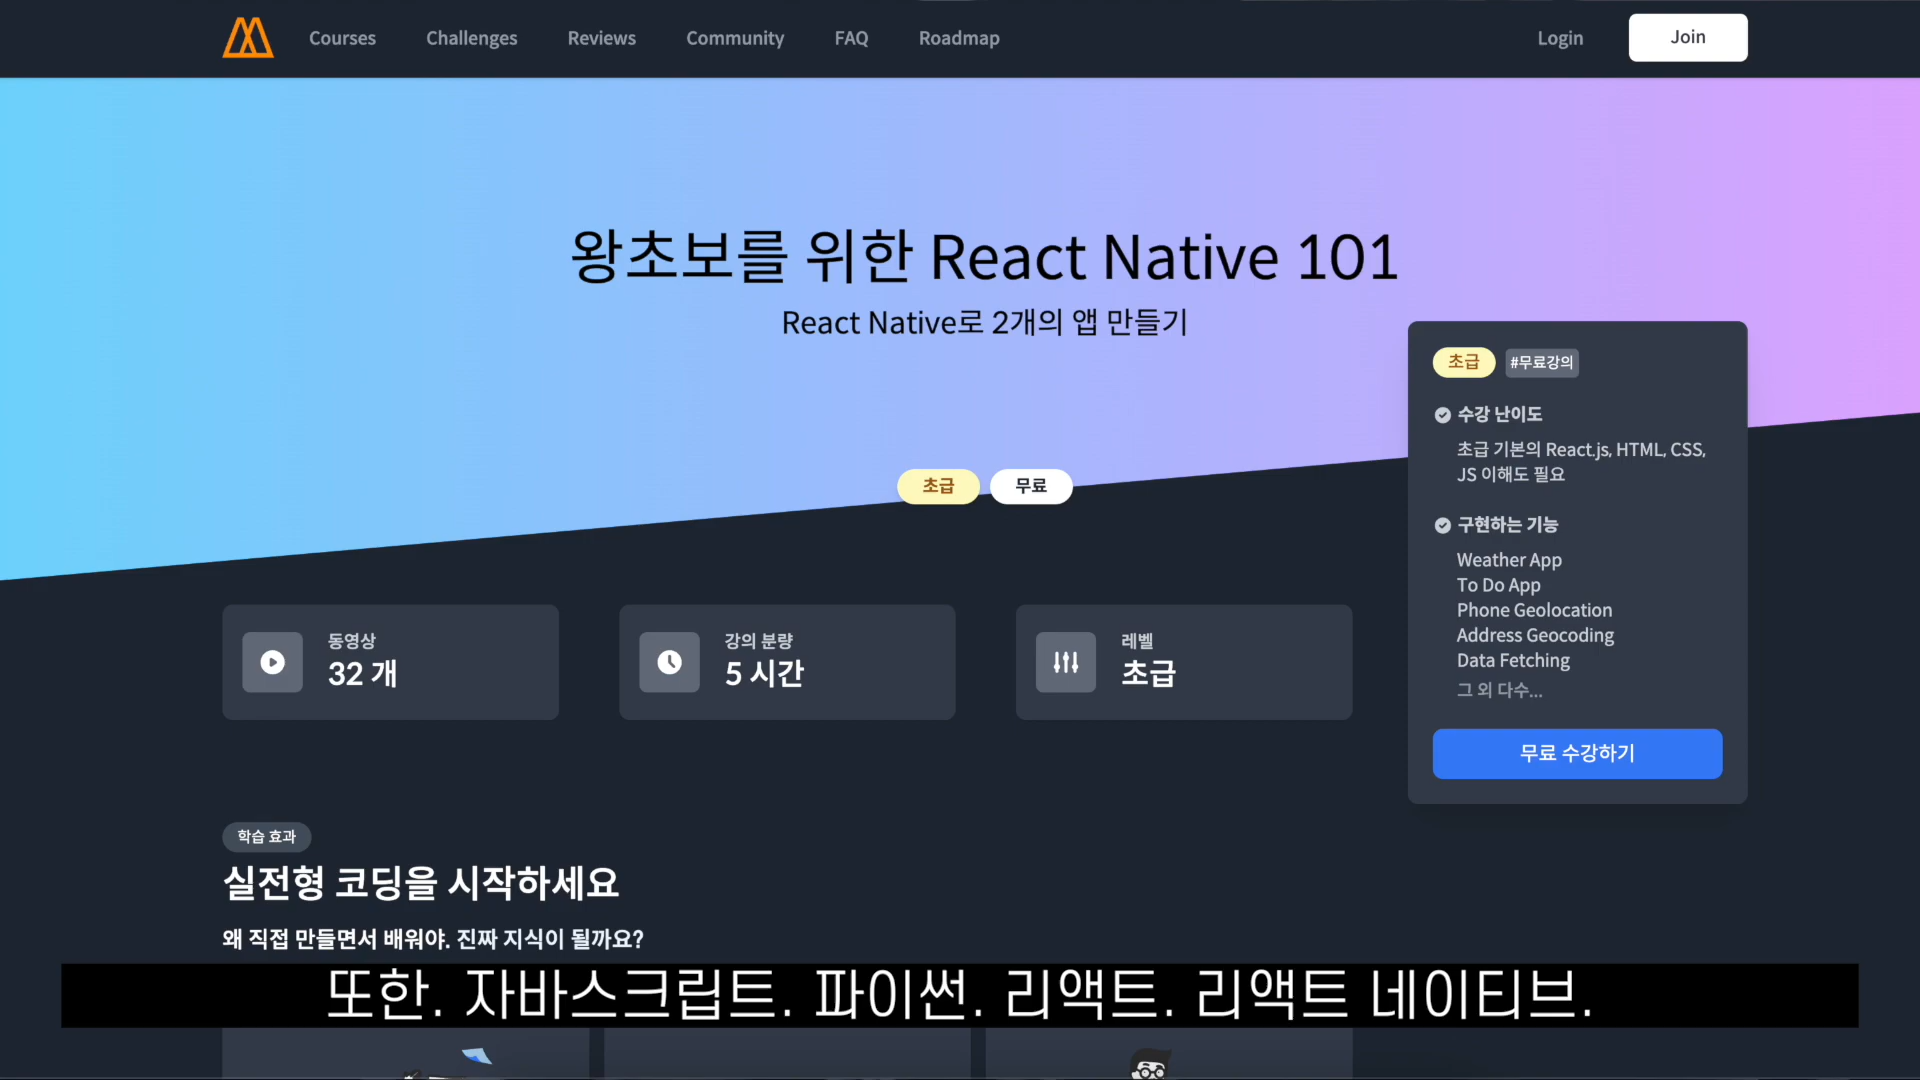 Courses
Challenges
Reviews
Community
FAQ
Roadmap
Login
Join
왕초보를 위한 React Native 101
React Native로 2개의 앱 만들기
초급
무료
초급
#무료강의
수강 난이도
초급 기본의 React.js, HTML, CSS,
JS 이해도 필요
구현하는 기능
Weather App
To Do App
Phone Geolocation
Address Geocoding
Data Fetching
그 외 다수...
무료 수강하기
동영상
32 개
강의 분량
5 시간
레벨
초급
학습 효과
실전형 코딩을 시작하세요
왜 직접 만들면서 배워야. 진짜 지식이 될까요?
또한. 자바스크립트. 파이썬. 리액트. 리액트 네이티브.